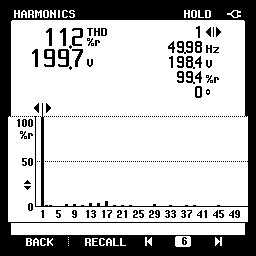 HARMONICS HOLD
11,2 THD %r
199,7 V
1
49,98 Hz
198,4 V
99,4 %r
0 °
100
%r
50
0
1 5 9 13 17 21 25 29 33 37 41 45 49
BACK RECALL 6